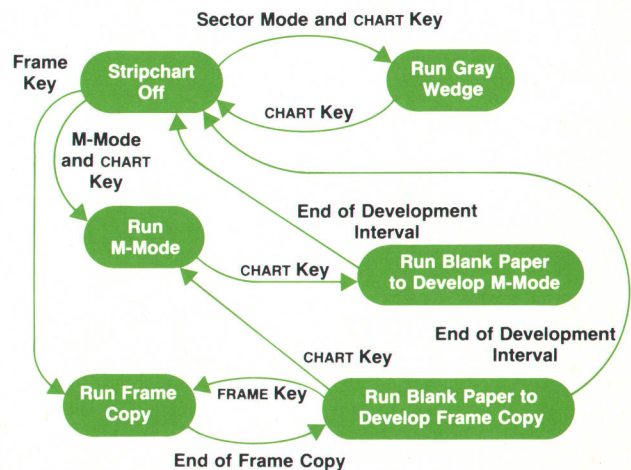 Sector Mode and CHART Key
Frame
Key
Stripchart
Off
Run Gray
Wedge
CHART Key
M-Mode
and CHART
Key
End of Development
Interval
Run
M-Mode
CHART Key
Run Blank Paper
to Develop M-Mode
CHART Key
End of Development
Interval
Run Frame
Copy
FRAME Key
Run Blank Paper to
Develop Frame Copy
End of Frame Copy